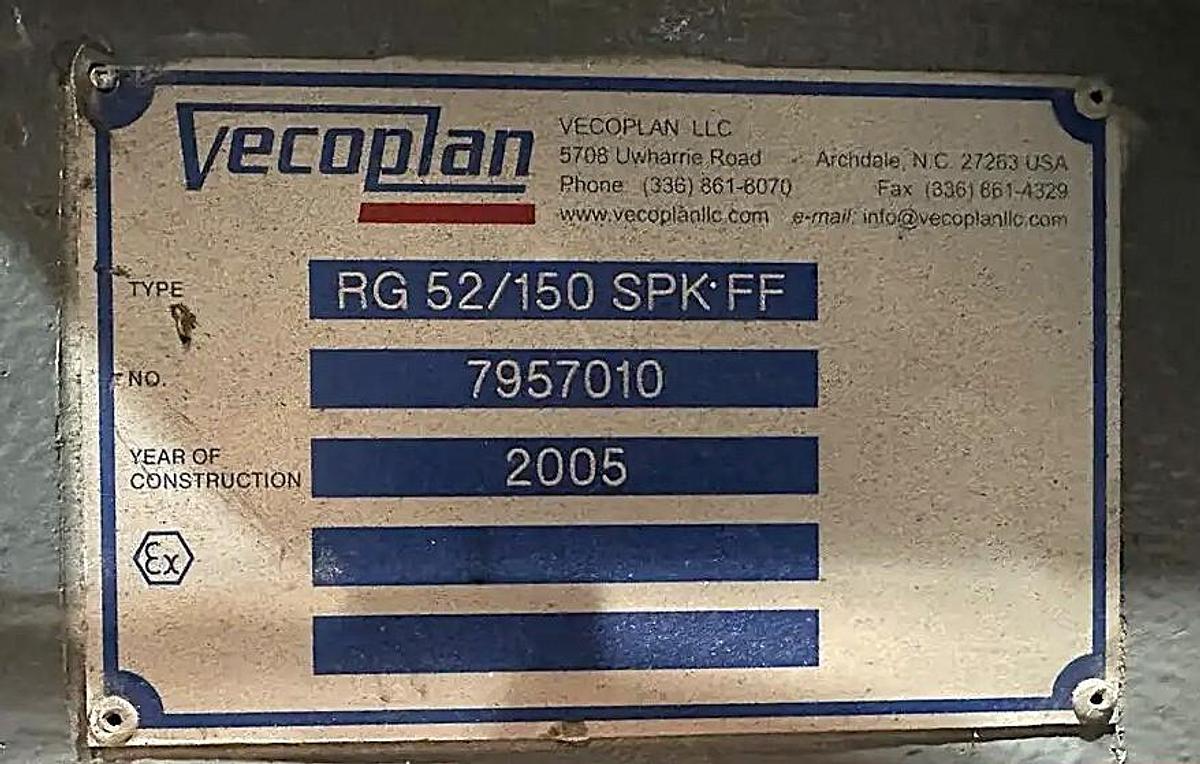 Vecoplan
VECOPLAN LLC
5708 Uwharrie Road - Archdale, N.C. 27263 USA
Phone (336) 861-6070 Fax (336) 861-4329
www.vecoplanllc.com e-mail: info@vecoplanllc.com
TYPE RG 52/150 SPK·FF
NO. 7957010
YEAR OF
CONSTRUCTION 2005
Ex